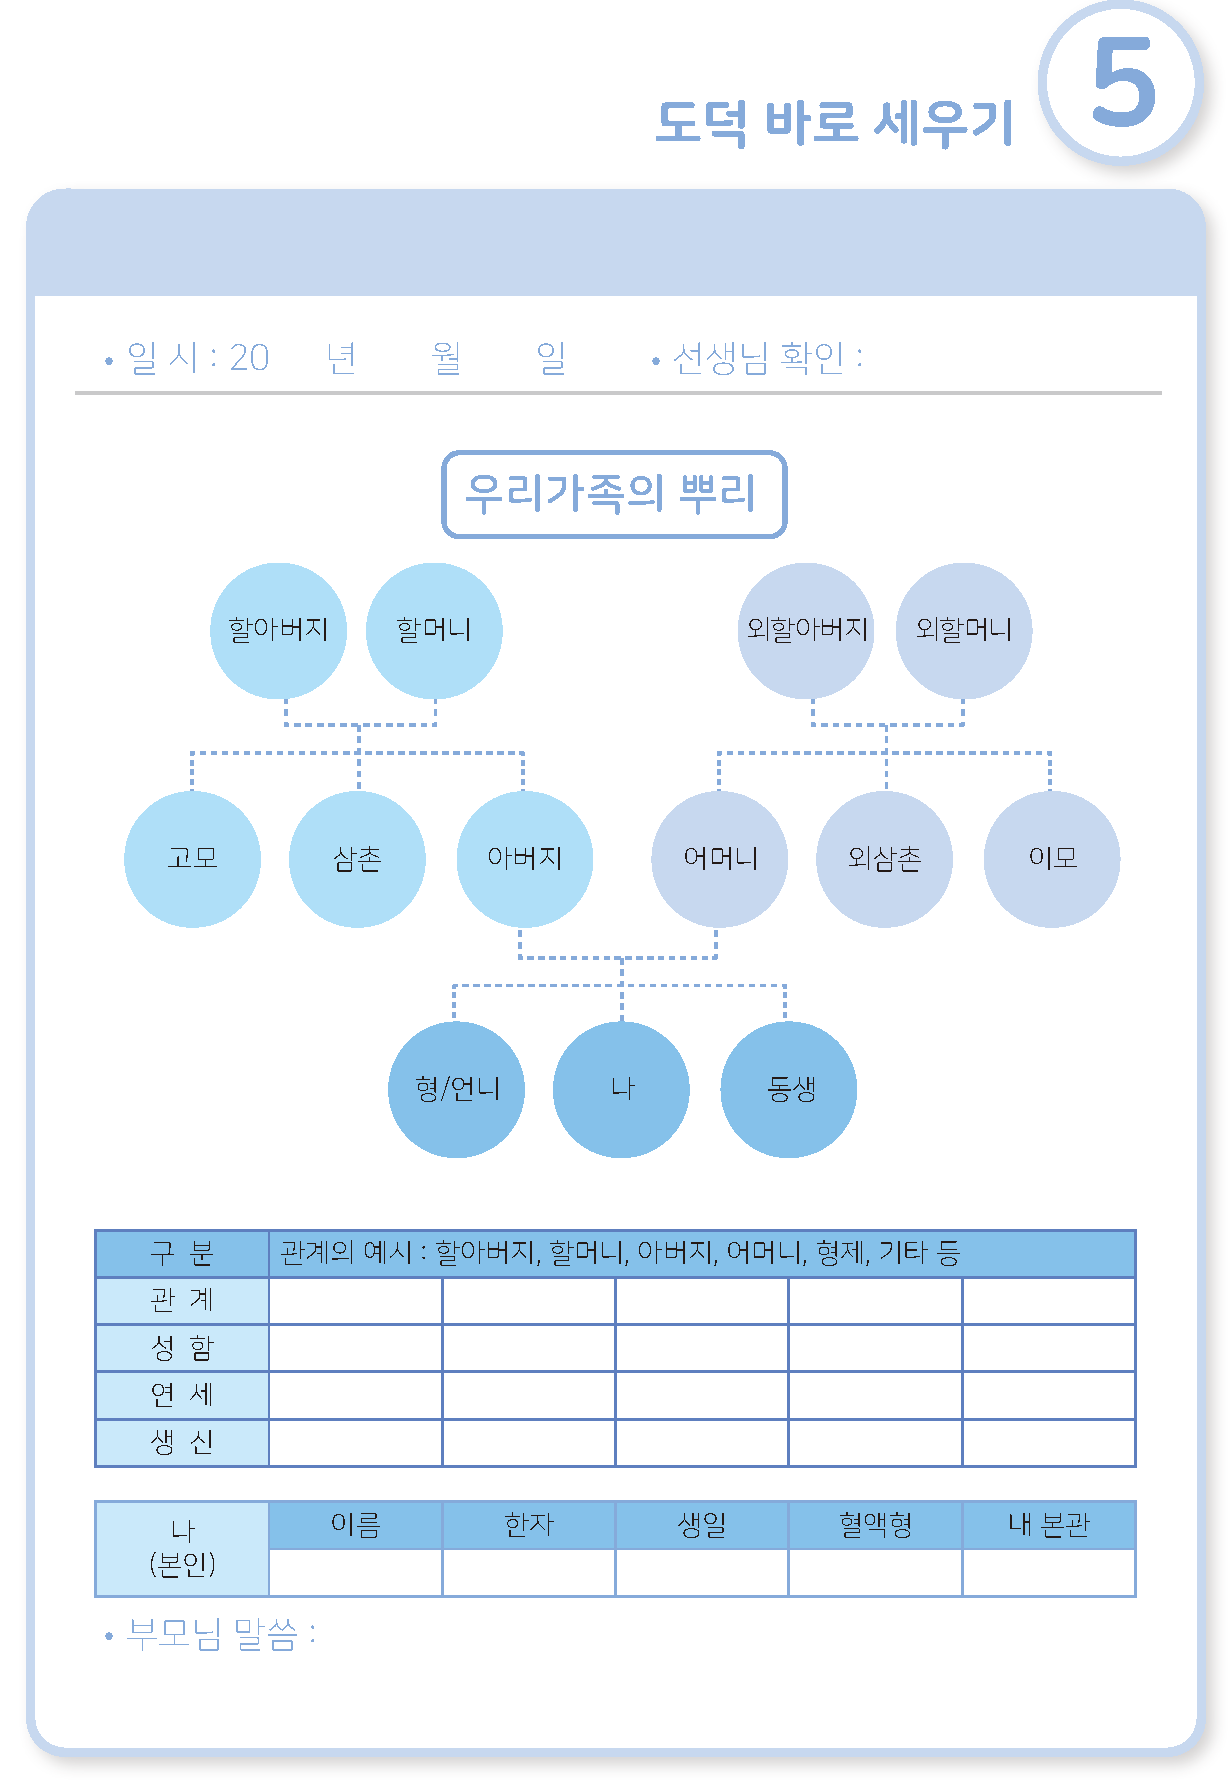 도덕 바로 세우기 5
• 일 시 : 20 년 월 일 • 선생님 확인 :
우리가족의 뿌리
할아버지 할머니 외할아버지 외할머니
고모 삼촌 아버지 어머니 외삼촌 이모
형/언니 나 동생
구 분 관계의 예시 : 할아버지, 할머니, 아버지, 어머니, 형제, 기타 등
관 계
성 함
연 세
생 신
나 이름 한자 생일 혈액형 내 본관
(본인)
• 부모님 말씀 :